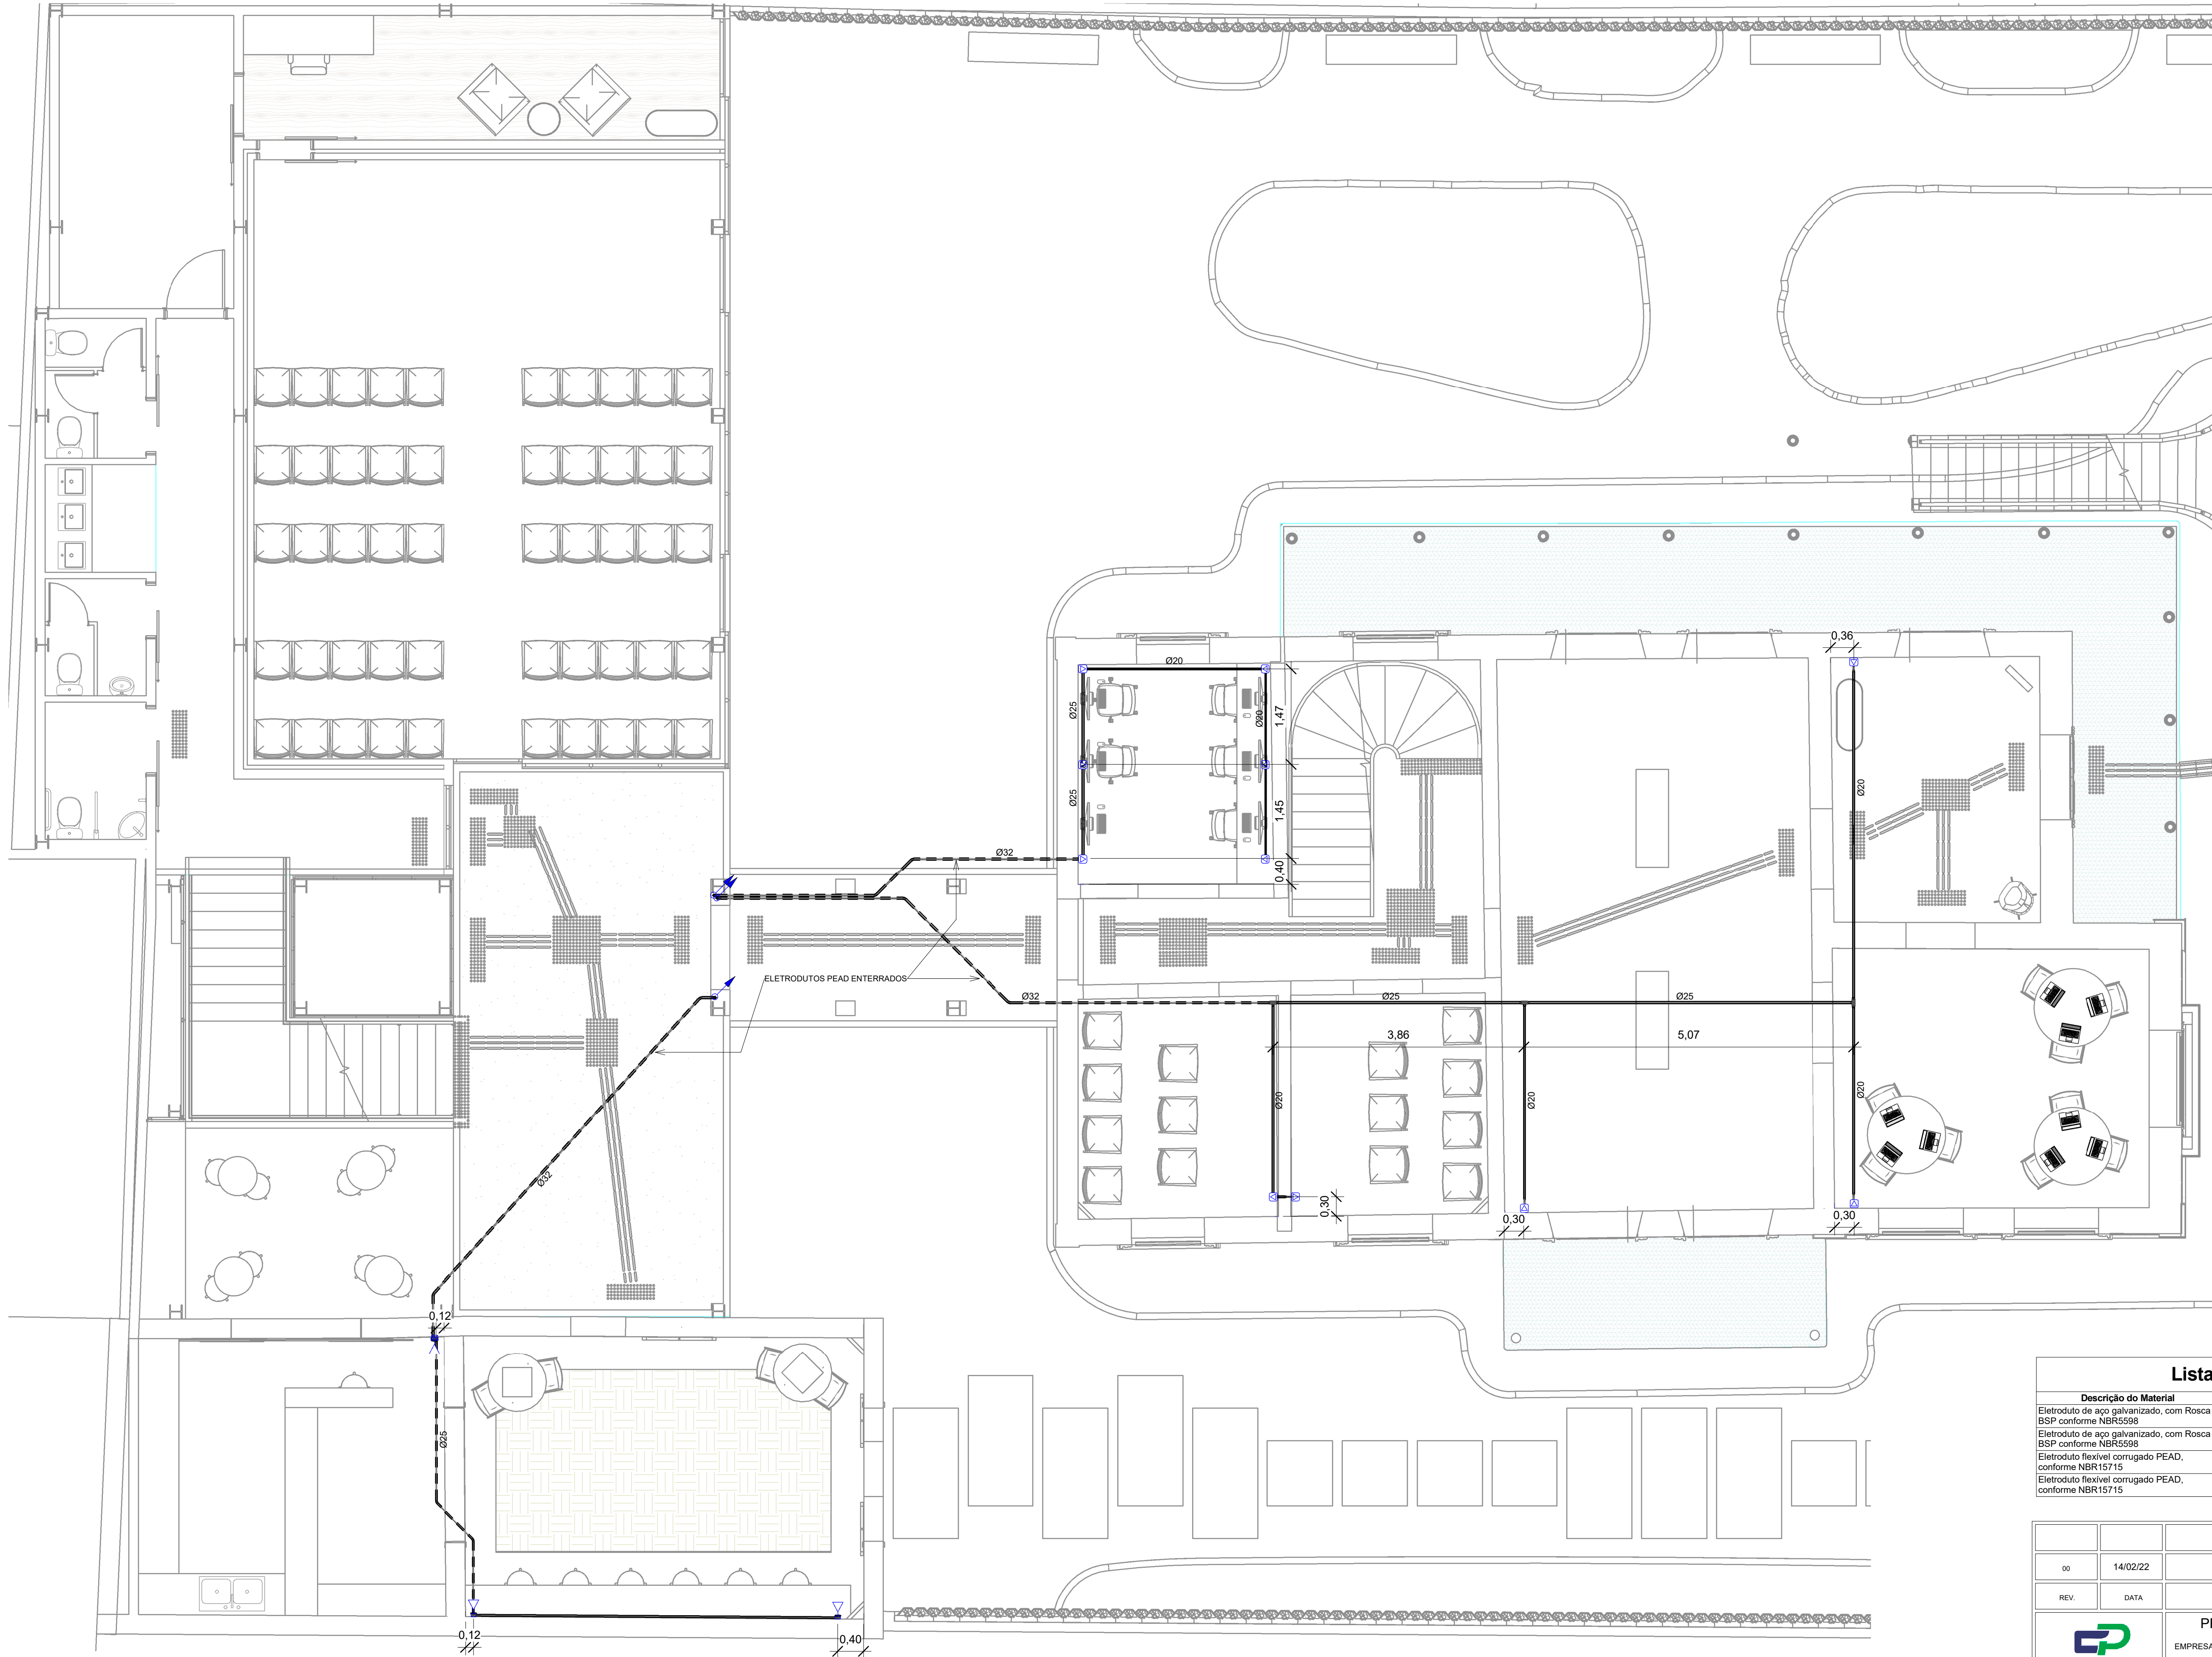 Ø20
0,36
Ø25
Ø20
1,47
Ø25
1,45
Ø20
Ø32
0,40
ELETRODUTOS PEAD ENTERRADOS
Ø32
Ø25
Ø25
3,86
5,07
Ø20
Ø20
Ø20
Ø32
0,30
0,30
0,30
0,12
Ø25
0,12
0,40
Lista
Descrição do Material
Eletroduto de aço galvanizado, com Rosca
BSP conforme NBR5598
Eletroduto de aço galvanizado, com Rosca
BSP conforme NBR5598
Eletroduto flexível corrugado PEAD,
conforme NBR15715
Eletroduto flexível corrugado PEAD,
conforme NBR15715
00
14/02/22
REV.
DATA
EMPRESA